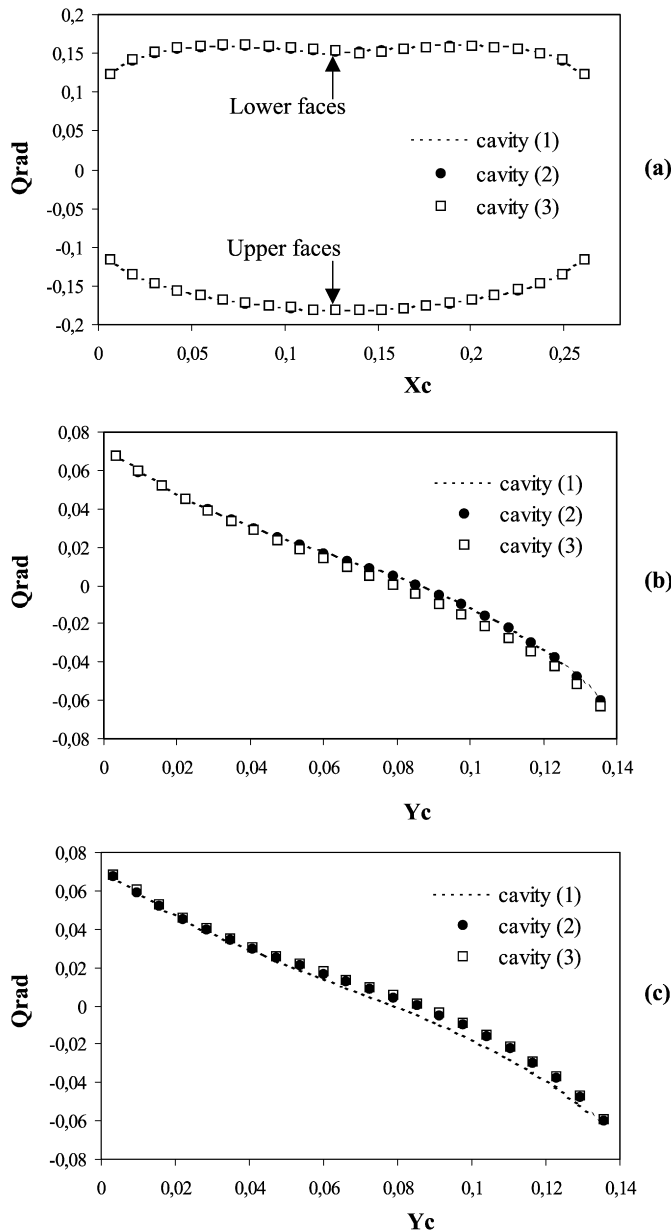 0,2
0,15
0,1
0,05
0
-0,05
-0,1
-0,15
-0,2
Qrad
Lower faces
Upper faces
cavity (1)
cavity (2)
cavity (3)
(a)
0 0,05 0,1 0,15 0,2 0,25
Xc
0,08
0,06
0,04
0,02
0
-0,02
-0,04
-0,06
-0,08
Qrad
cavity (1)
cavity (2)
cavity (3)
(b)
0 0,02 0,04 0,06 0,08 0,1 0,12 0,14
Yc
0,08
0,06
0,04
0,02
0
-0,02
-0,04
-0,06
-0,08
Qrad
cavity (1)
cavity (2)
cavity (3)
(c)
0 0,02 0,04 0,06 0,08 0,1 0,12 0,14
Yc